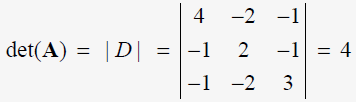 4 −2 −1
det(A) = |D| = −1 2 −1 = 4
−1 −2 3